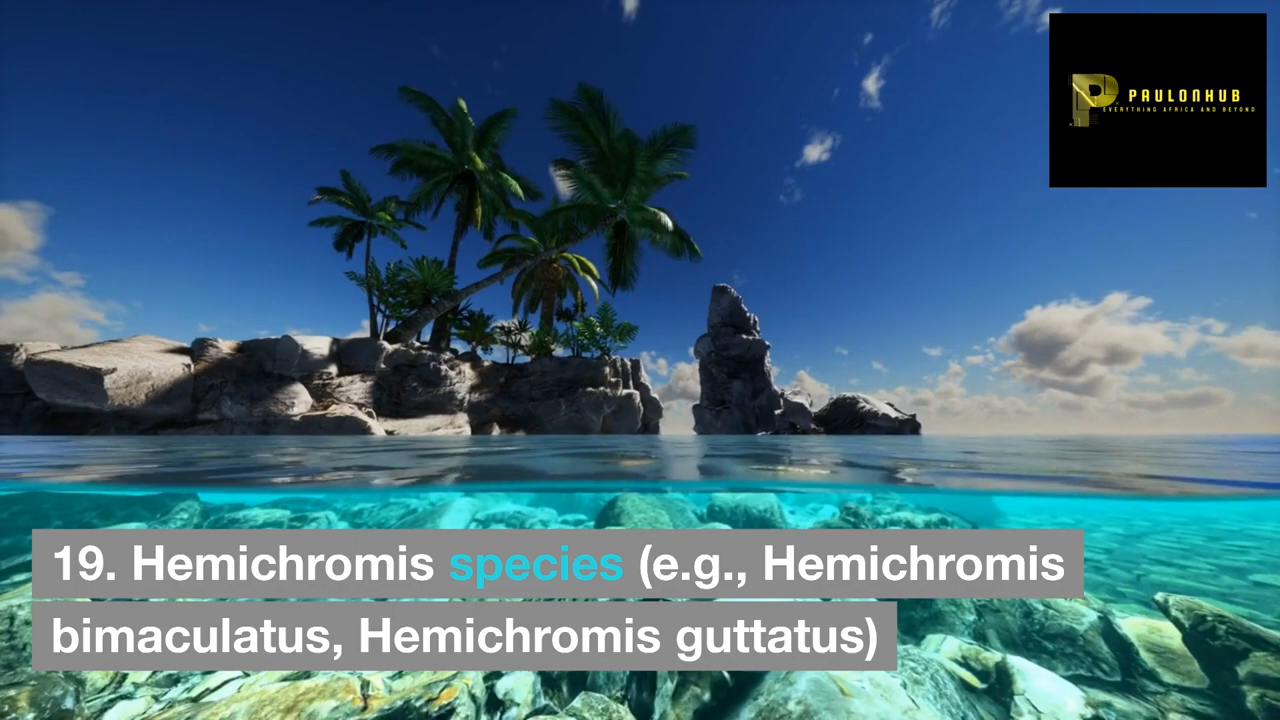 PAULONHUB
EVERYTHING AFRICA AND BEYOND
19. Hemichromis species (e.g., Hemichromis
bimaculatus, Hemichromis guttatus)